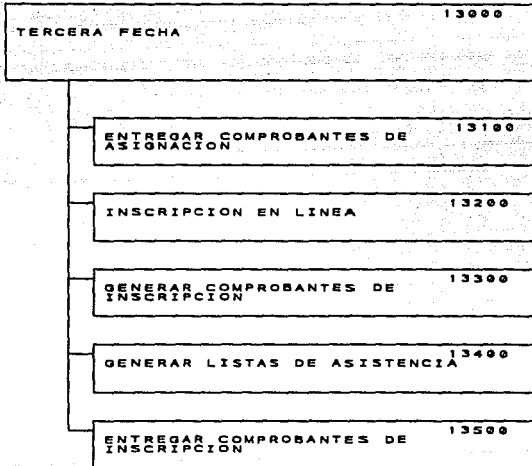 13000
TERCERA FECHA
13100
ENTREGAR COMPROBANTES DE
ASIGNACION
13200
INSCRIPCION EN LINEA
13300
GENERAR COMPROBANTES DE
INSCRIPCION
13400
GENERAR LISTAS DE ASISTENCIA
13500
ENTREGAR COMPROBANTES DE
INSCRIPCION